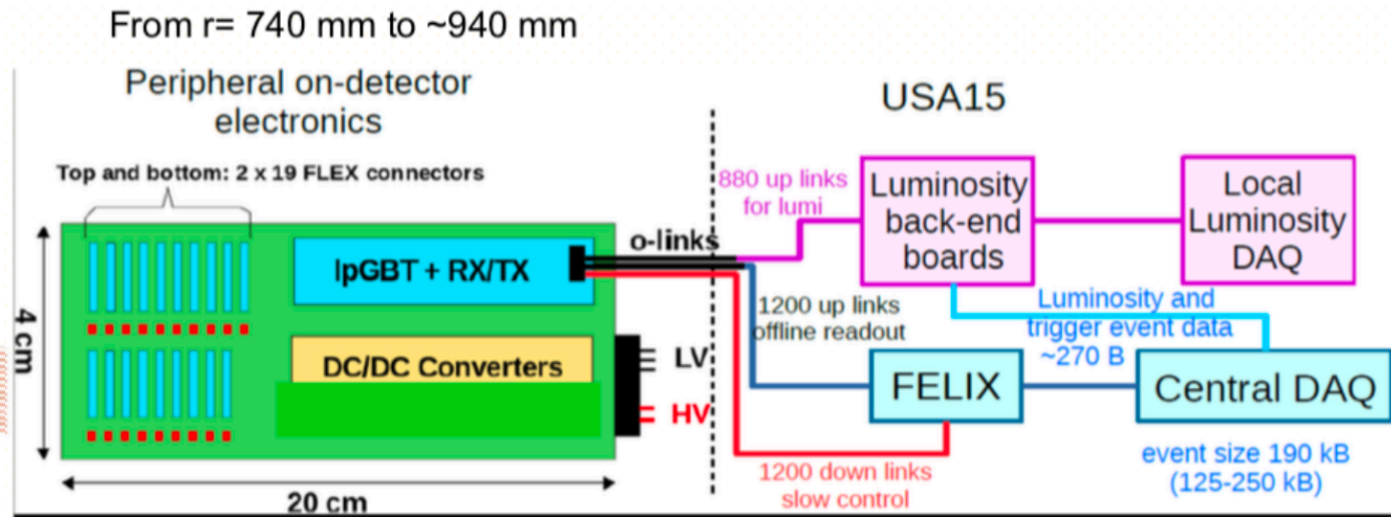 From r= 740 mm to ~940 mm
Peripheral on-detector
electronics
Top and bottom: 2 x 19 FLEX connectors
4 cm
lpGBT + RX/TX
DC/DC Converters
20 cm
o-links
LV
HV
USA15
880 up links
for lumi
Luminosity
back-end
boards
Local
Luminosity
DAQ
1200 up links
offline readout
Luminosity and
trigger event data
~270 B
FELIX
Central DAQ
1200 down links
slow control
event size 190 kB
(125-250 kB)